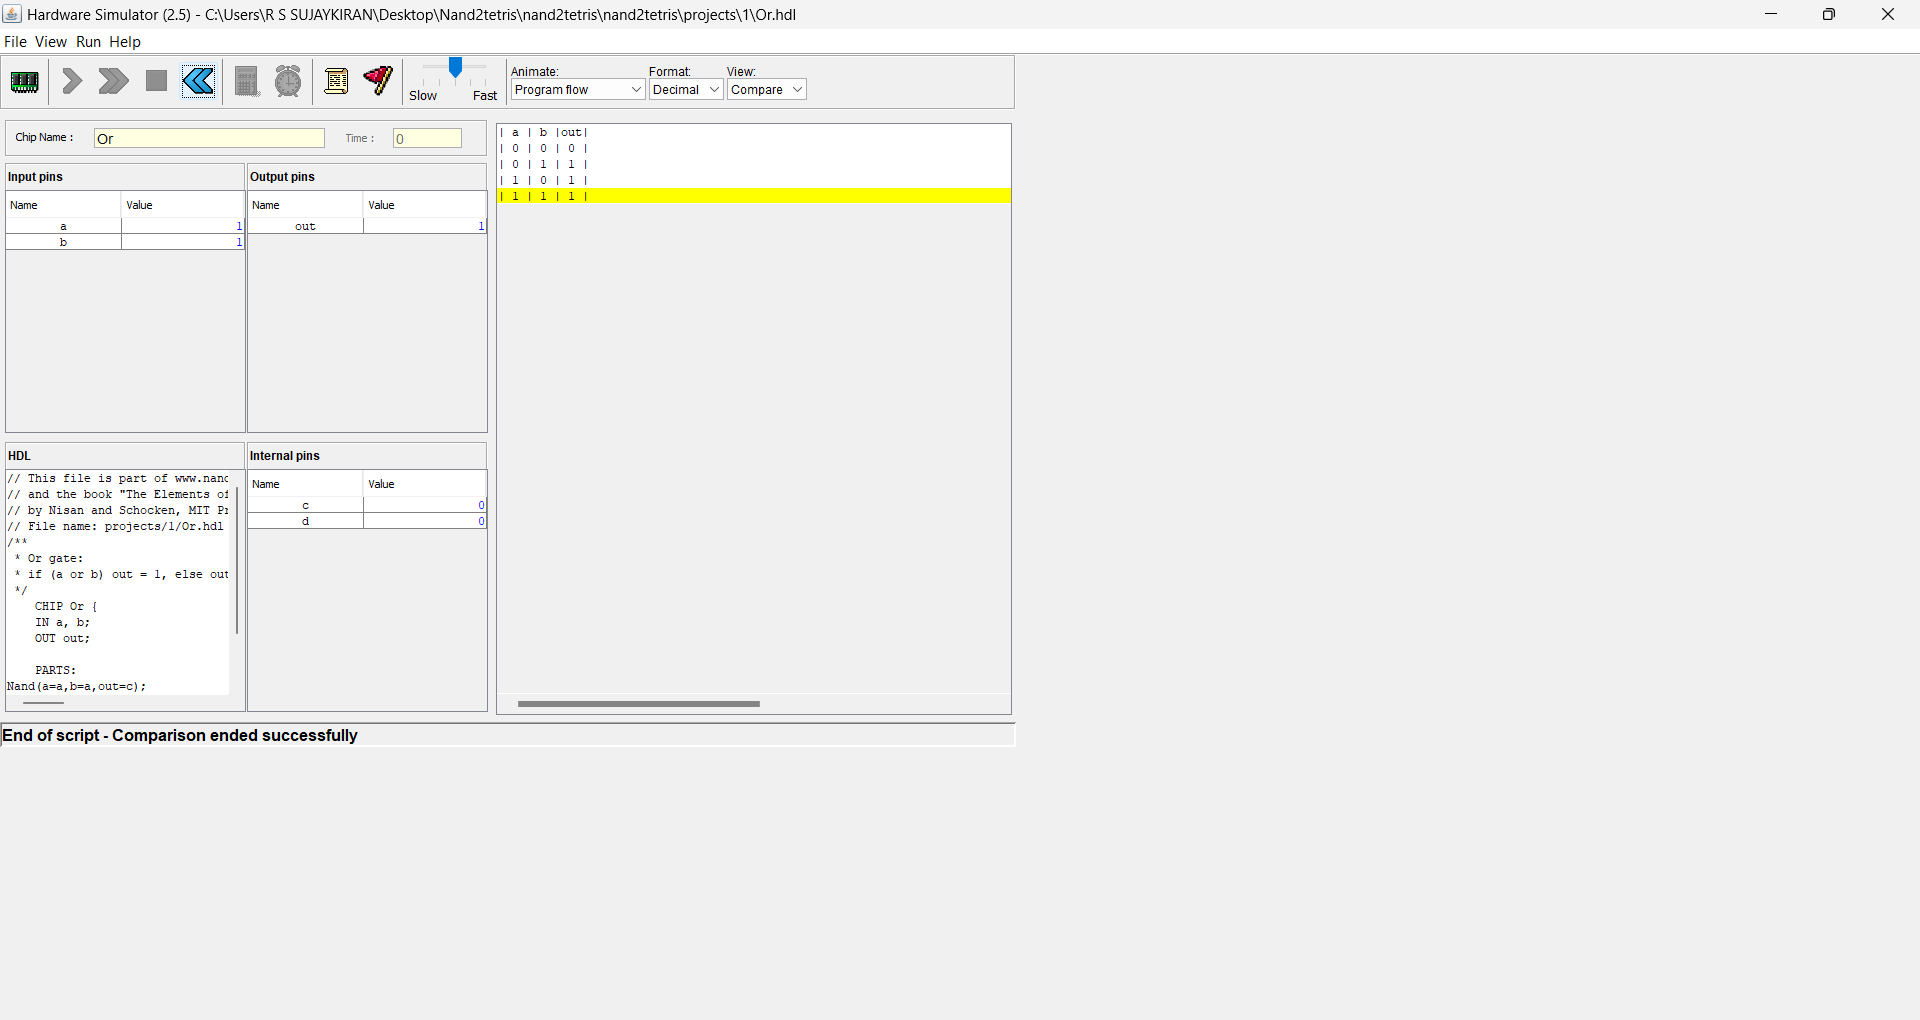 Hardware Simulator (2.5) - C:\Users\R S SUJAYKIRAN\Desktop\Nand2tetris\nand2tetris\nand2tetris\projects\1\Or.hdl
File View Run Help
Slow Fast
Animate:
Program flow
Format:
Decimal
View:
Compare
Chip Name :
Or
Time :
0
Input pins
Name Value
a 1
b 1
Output pins
Name Value
out 1
| a | b |out|
| 0 | 0 | 0 |
| 0 | 1 | 1 |
| 1 | 0 | 1 |
| 1 | 1 | 1 |
HDL
// This file is part of www.nanc
// and the book "The Elements of
// by Nisan and Schocken, MIT Pr
// File name: projects/1/Or.hdl
/**
* Or gate:
* if (a or b) out = 1, else out
*/
CHIP Or {
IN a, b;
OUT out;
PARTS:
Nand(a=a,b=a,out=c);
Internal pins
Name Value
c 0
d 0
End of script - Comparison ended successfully